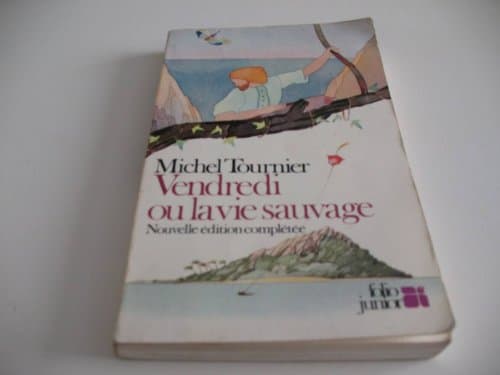 Michel Tournier
Vendredi
ou la vie sauvage
Nouvelle édition complétée
folio
junior